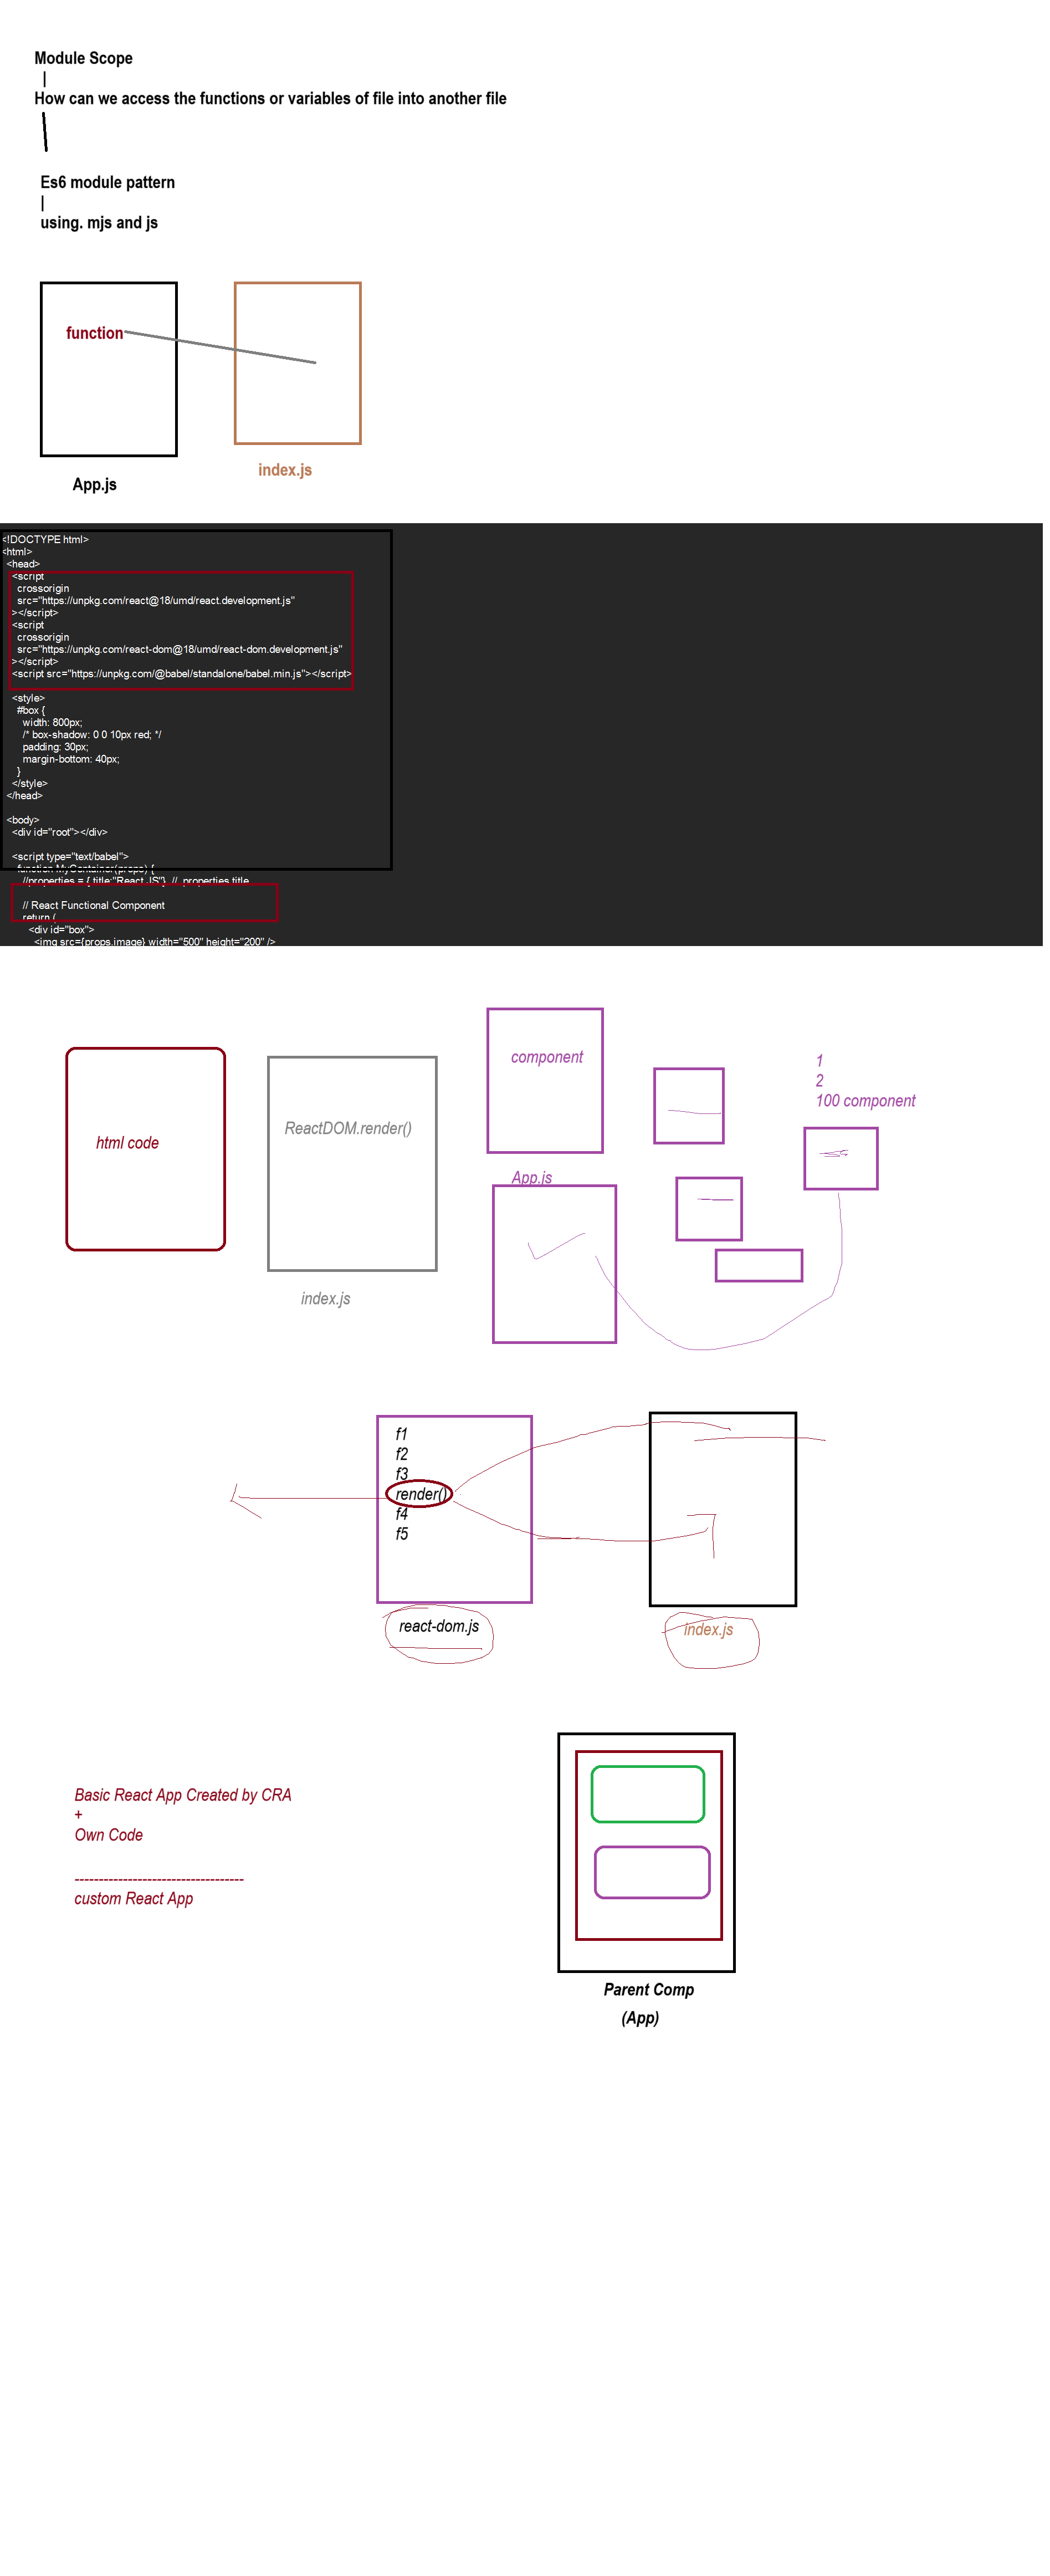 Module Scope
|
How can we access the functions or variables of file into another file
Es6 module pattern
|
using. mjs and js
function
App.js
index.js
<!DOCTYPE html>
<html>
<head>
<script
crossorigin
src="https://unpkg.com/react@18/umd/react.development.js"
></script>
<script
crossorigin
src="https://unpkg.com/react-dom@18/umd/react-dom.development.js"
></script>
<script src="https://unpkg.com/@babel/standalone/babel.min.js"></script>
<style>
#box {
width: 800px;
/* box-shadow: 0 0 10px red; */
padding: 30px;
margin-bottom: 40px;
}
</style>
</head>
<body>
<div id="root"></div>
<script type="text/babel">
function MyContainer(props) {
//properties = { title:"React JS"} // properties.title
// React Functional Component
return (
<div id="box">
<img src={props.image} width="500" height="200" />
html code
ReactDOM.render()
index.js
component
App.js
1
2
100 component
f1
f2
f3
render()
f4
f5
react-dom.js
index.js
Basic React App Created by CRA
+
Own Code
-----------------------------------
custom React App
Parent Comp
(App)